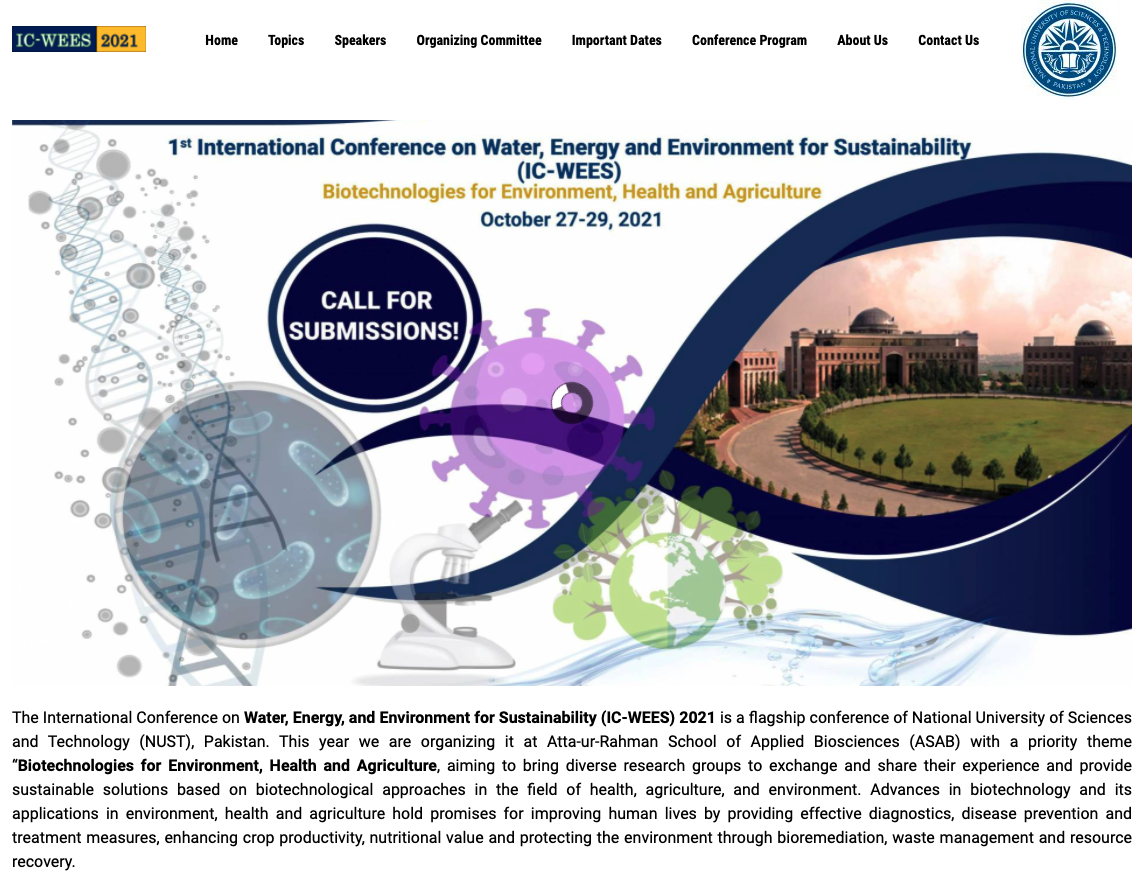 IC-WEES 2021
Home Topics Speakers Organizing Committee Important Dates Conference Program About Us Contact Us
NATIONAL UNIVERSITY OF SCIENCES & TECHNOLOGY
PAKISTAN
1st International Conference on Water, Energy and Environment for Sustainability
(IC-WEES)
Biotechnologies for Environment, Health and Agriculture
October 27-29, 2021
CALL FOR
SUBMISSIONS!
The International Conference on Water, Energy, and Environment for Sustainability (IC-WEES) 2021 is a flagship conference of National University of Sciences
and Technology (NUST), Pakistan. This year we are organizing it at Atta-ur-Rahman School of Applied Biosciences (ASAB) with a priority theme
“Biotechnologies for Environment, Health and Agriculture, aiming to bring diverse research groups to exchange and share their experience and provide
sustainable solutions based on biotechnological approaches in the field of health, agriculture, and environment. Advances in biotechnology and its
applications in environment, health and agriculture hold promises for improving human lives by providing effective diagnostics, disease prevention and
treatment measures, enhancing crop productivity, nutritional value and protecting the environment through bioremediation, waste management and resource
recovery.